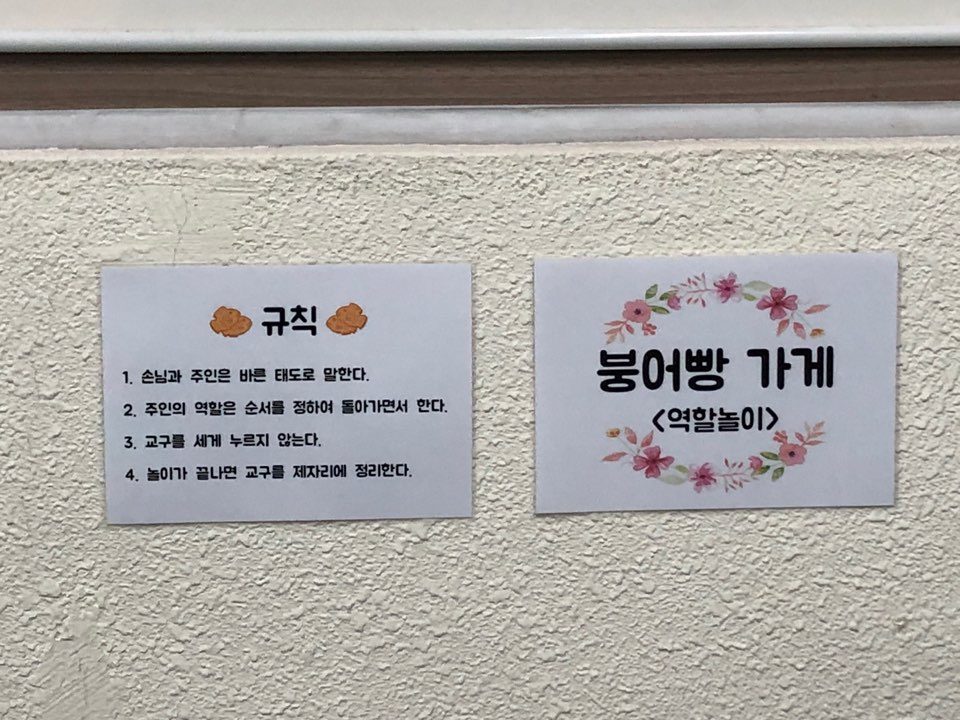 규칙
1. 손님과 주인은 바른 태도로 말한다.
2. 주인의 역할은 순서를 정하여 돌아가면서 한다.
3. 교구를 세게 누르지 않는다.
4. 놀이가 끝나면 교구를 제자리에 정리한다.
붕어빵 가게
<역할놀이>